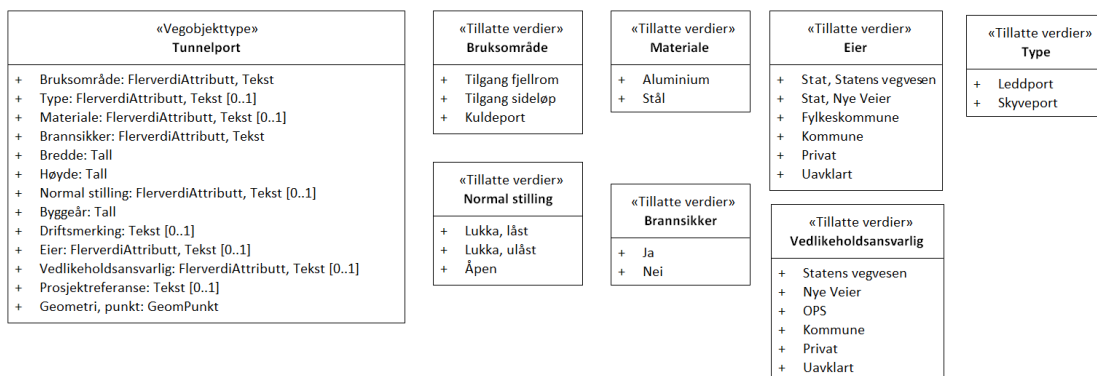 «Vegobjekttype»
Tunnelport
+ Bruksområde: FlerverdiAttributt, Tekst
+ Type: FlerverdiAttributt, Tekst [0..1]
+ Materiale: FlerverdiAttributt, Tekst [0..1]
+ Brannsikker: FlerverdiAttributt, Tekst
+ Bredde: Tall
+ Høyde: Tall
+ Normal stilling: FlerverdiAttributt, Tekst [0..1]
+ Byggeår: Tall
+ Driftsmerking: Tekst [0..1]
+ Eier: FlerverdiAttributt, Tekst [0..1]
+ Vedlikeholdsansvarlig: FlerverdiAttributt, Tekst [0..1]
+ Prosjektreferanse: Tekst [0..1]
+ Geometri, punkt: GeomPunkt
«Tillatte verdier»
Bruksområde
+ Tilgang fjellrom
+ Tilgang sideløp
+ Kuldeport
«Tillatte verdier»
Materiale
+ Aluminium
+ Stål
«Tillatte verdier»
Eier
+ Stat, Statens vegvesen
+ Stat, Nye Veier
+ Fylkeskommune
+ Kommune
+ Privat
+ Uavklart
«Tillatte verdier»
Type
+ Leddport
+ Skyveport
«Tillatte verdier»
Normal stilling
+ Lukka, låst
+ Lukka, ulåst
+ Åpen
«Tillatte verdier»
Brannsikker
+ Ja
+ Nei
«Tillatte verdier»
Vedlikeholdsansvarlig
+ Statens vegvesen
+ Nye Veier
+ OPS
+ Kommune
+ Privat
+ Uavklart